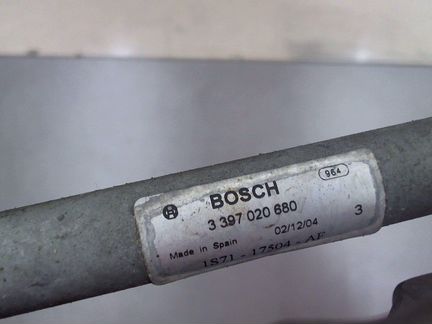 BOSCH 964
3 397 020 680
02/12/04 3
Made in Spain
1S71 - 17504 - AF